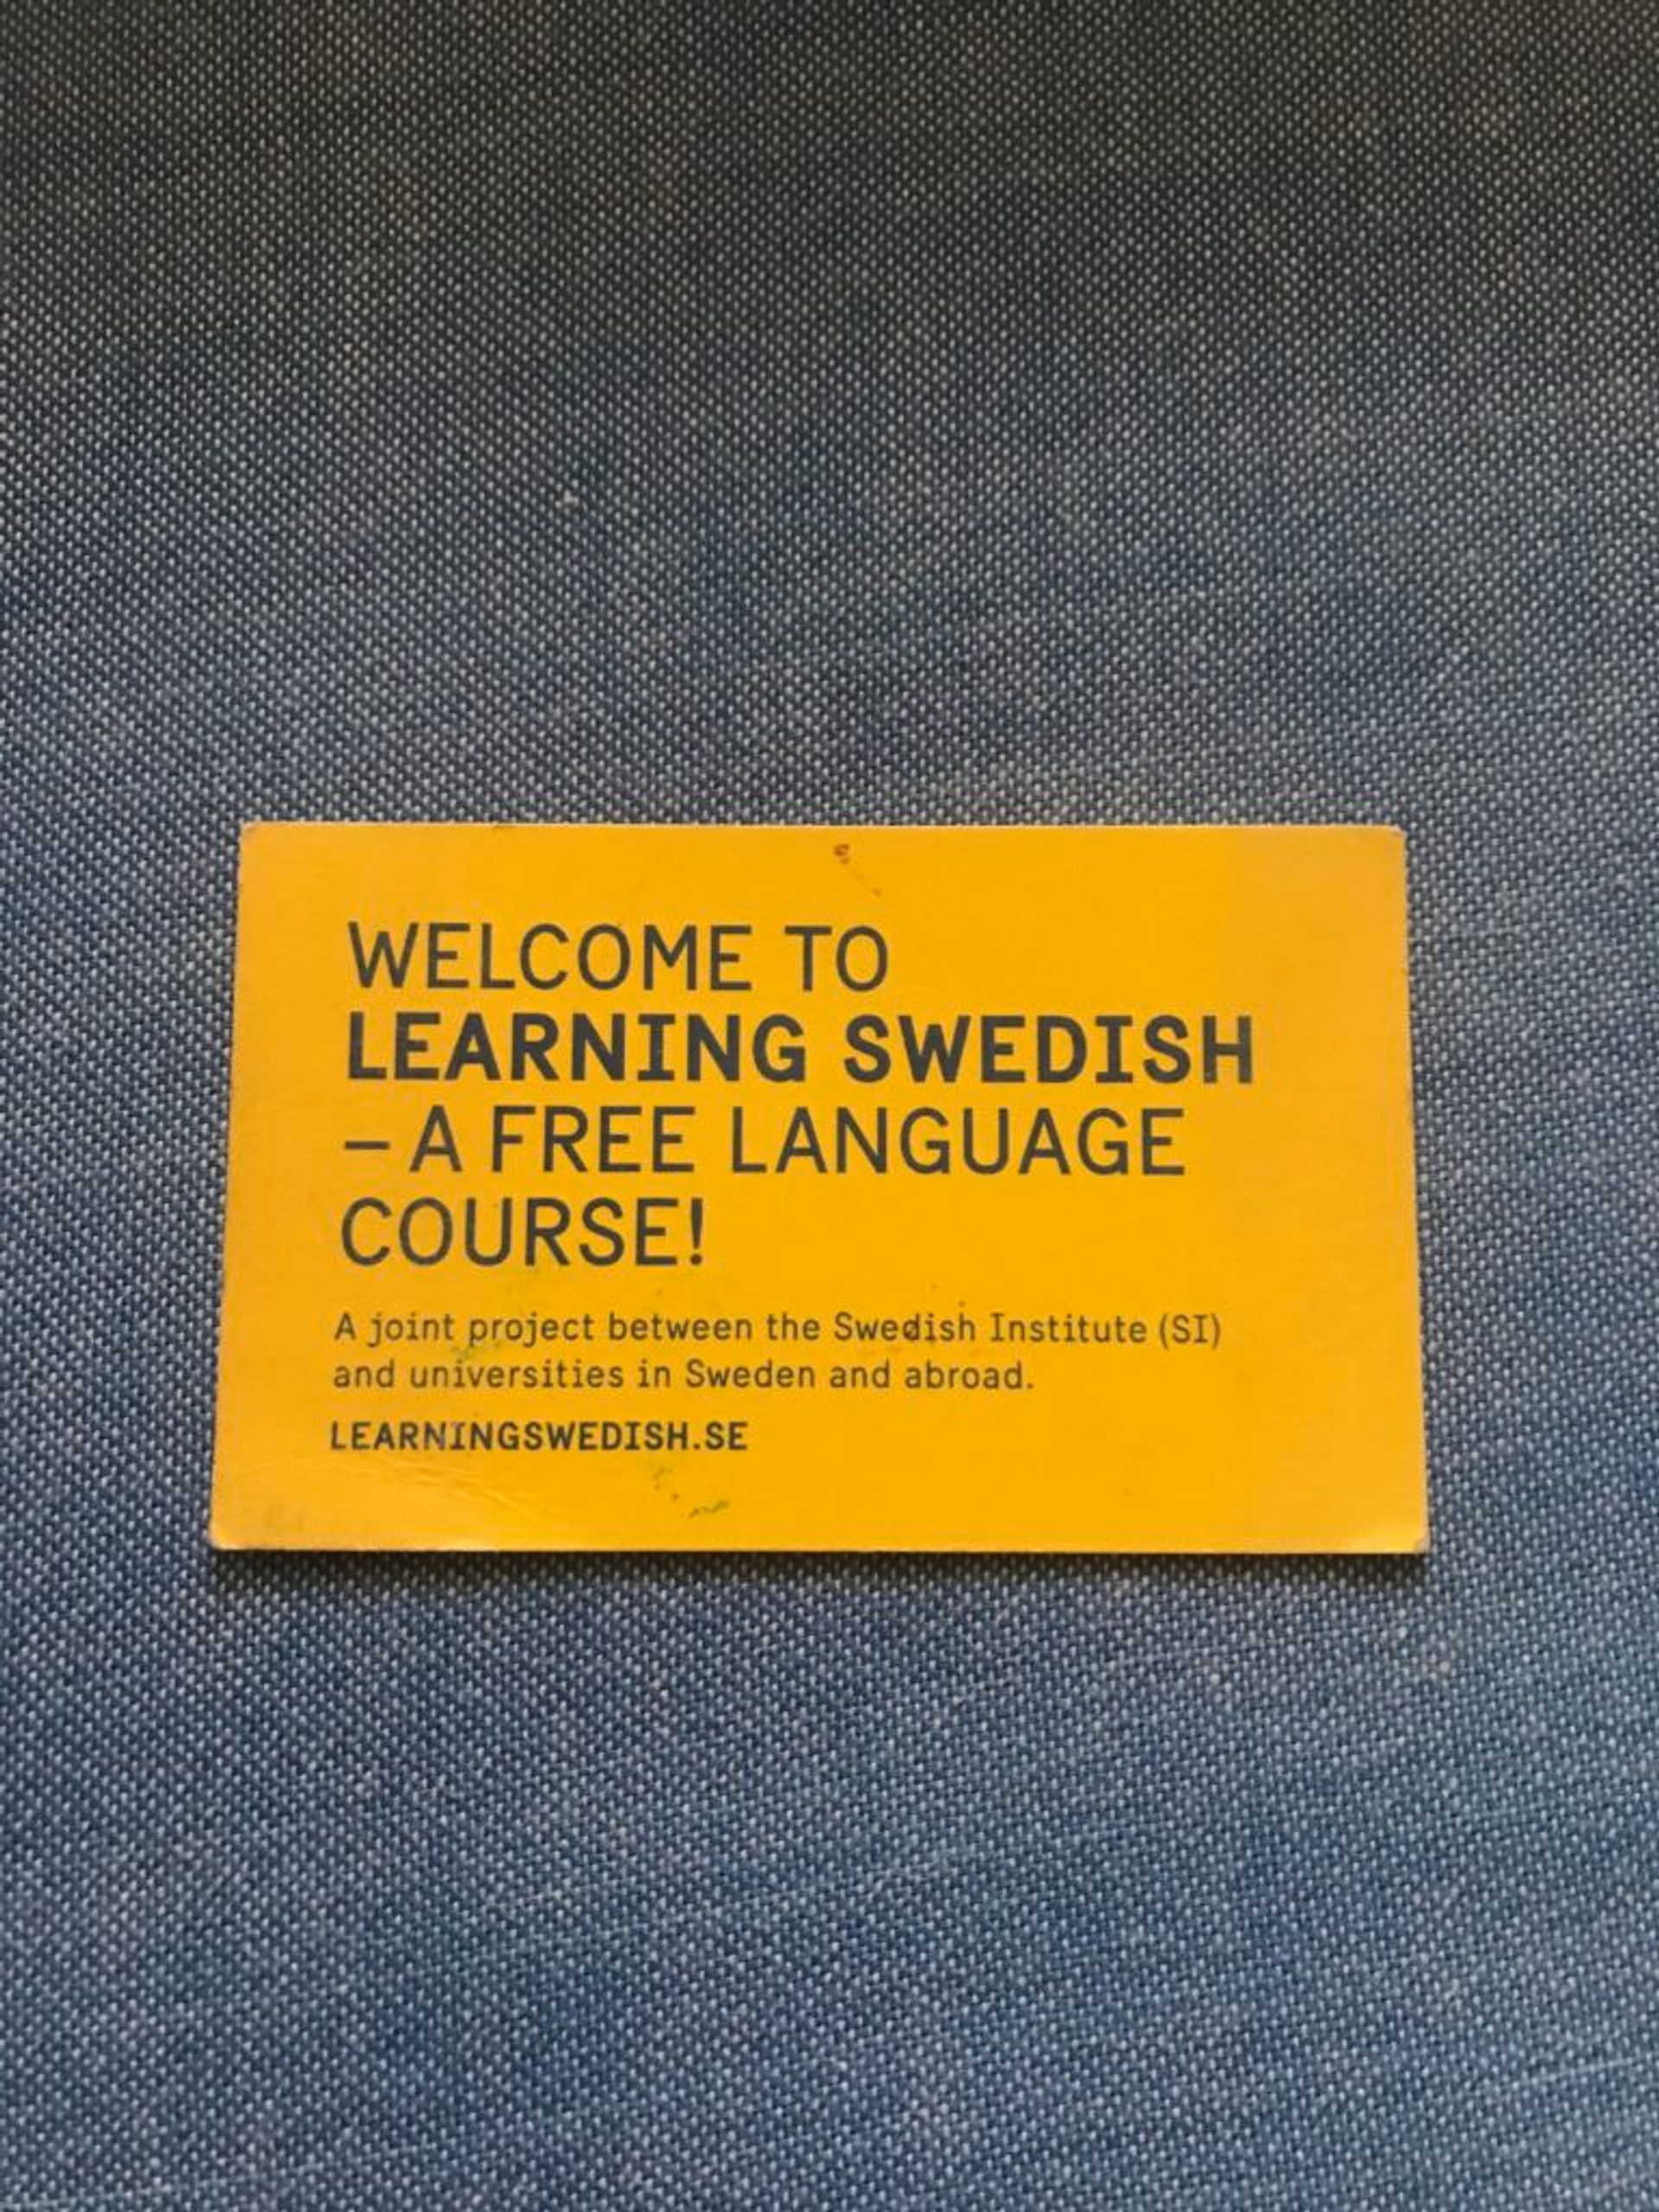 WELCOME TO
LEARNING SWEDISH
– A FREE LANGUAGE
COURSE!
A joint project between the Swedish Institute (SI)
and universities in Sweden and abroad.
LEARNINGSWEDISH.SE